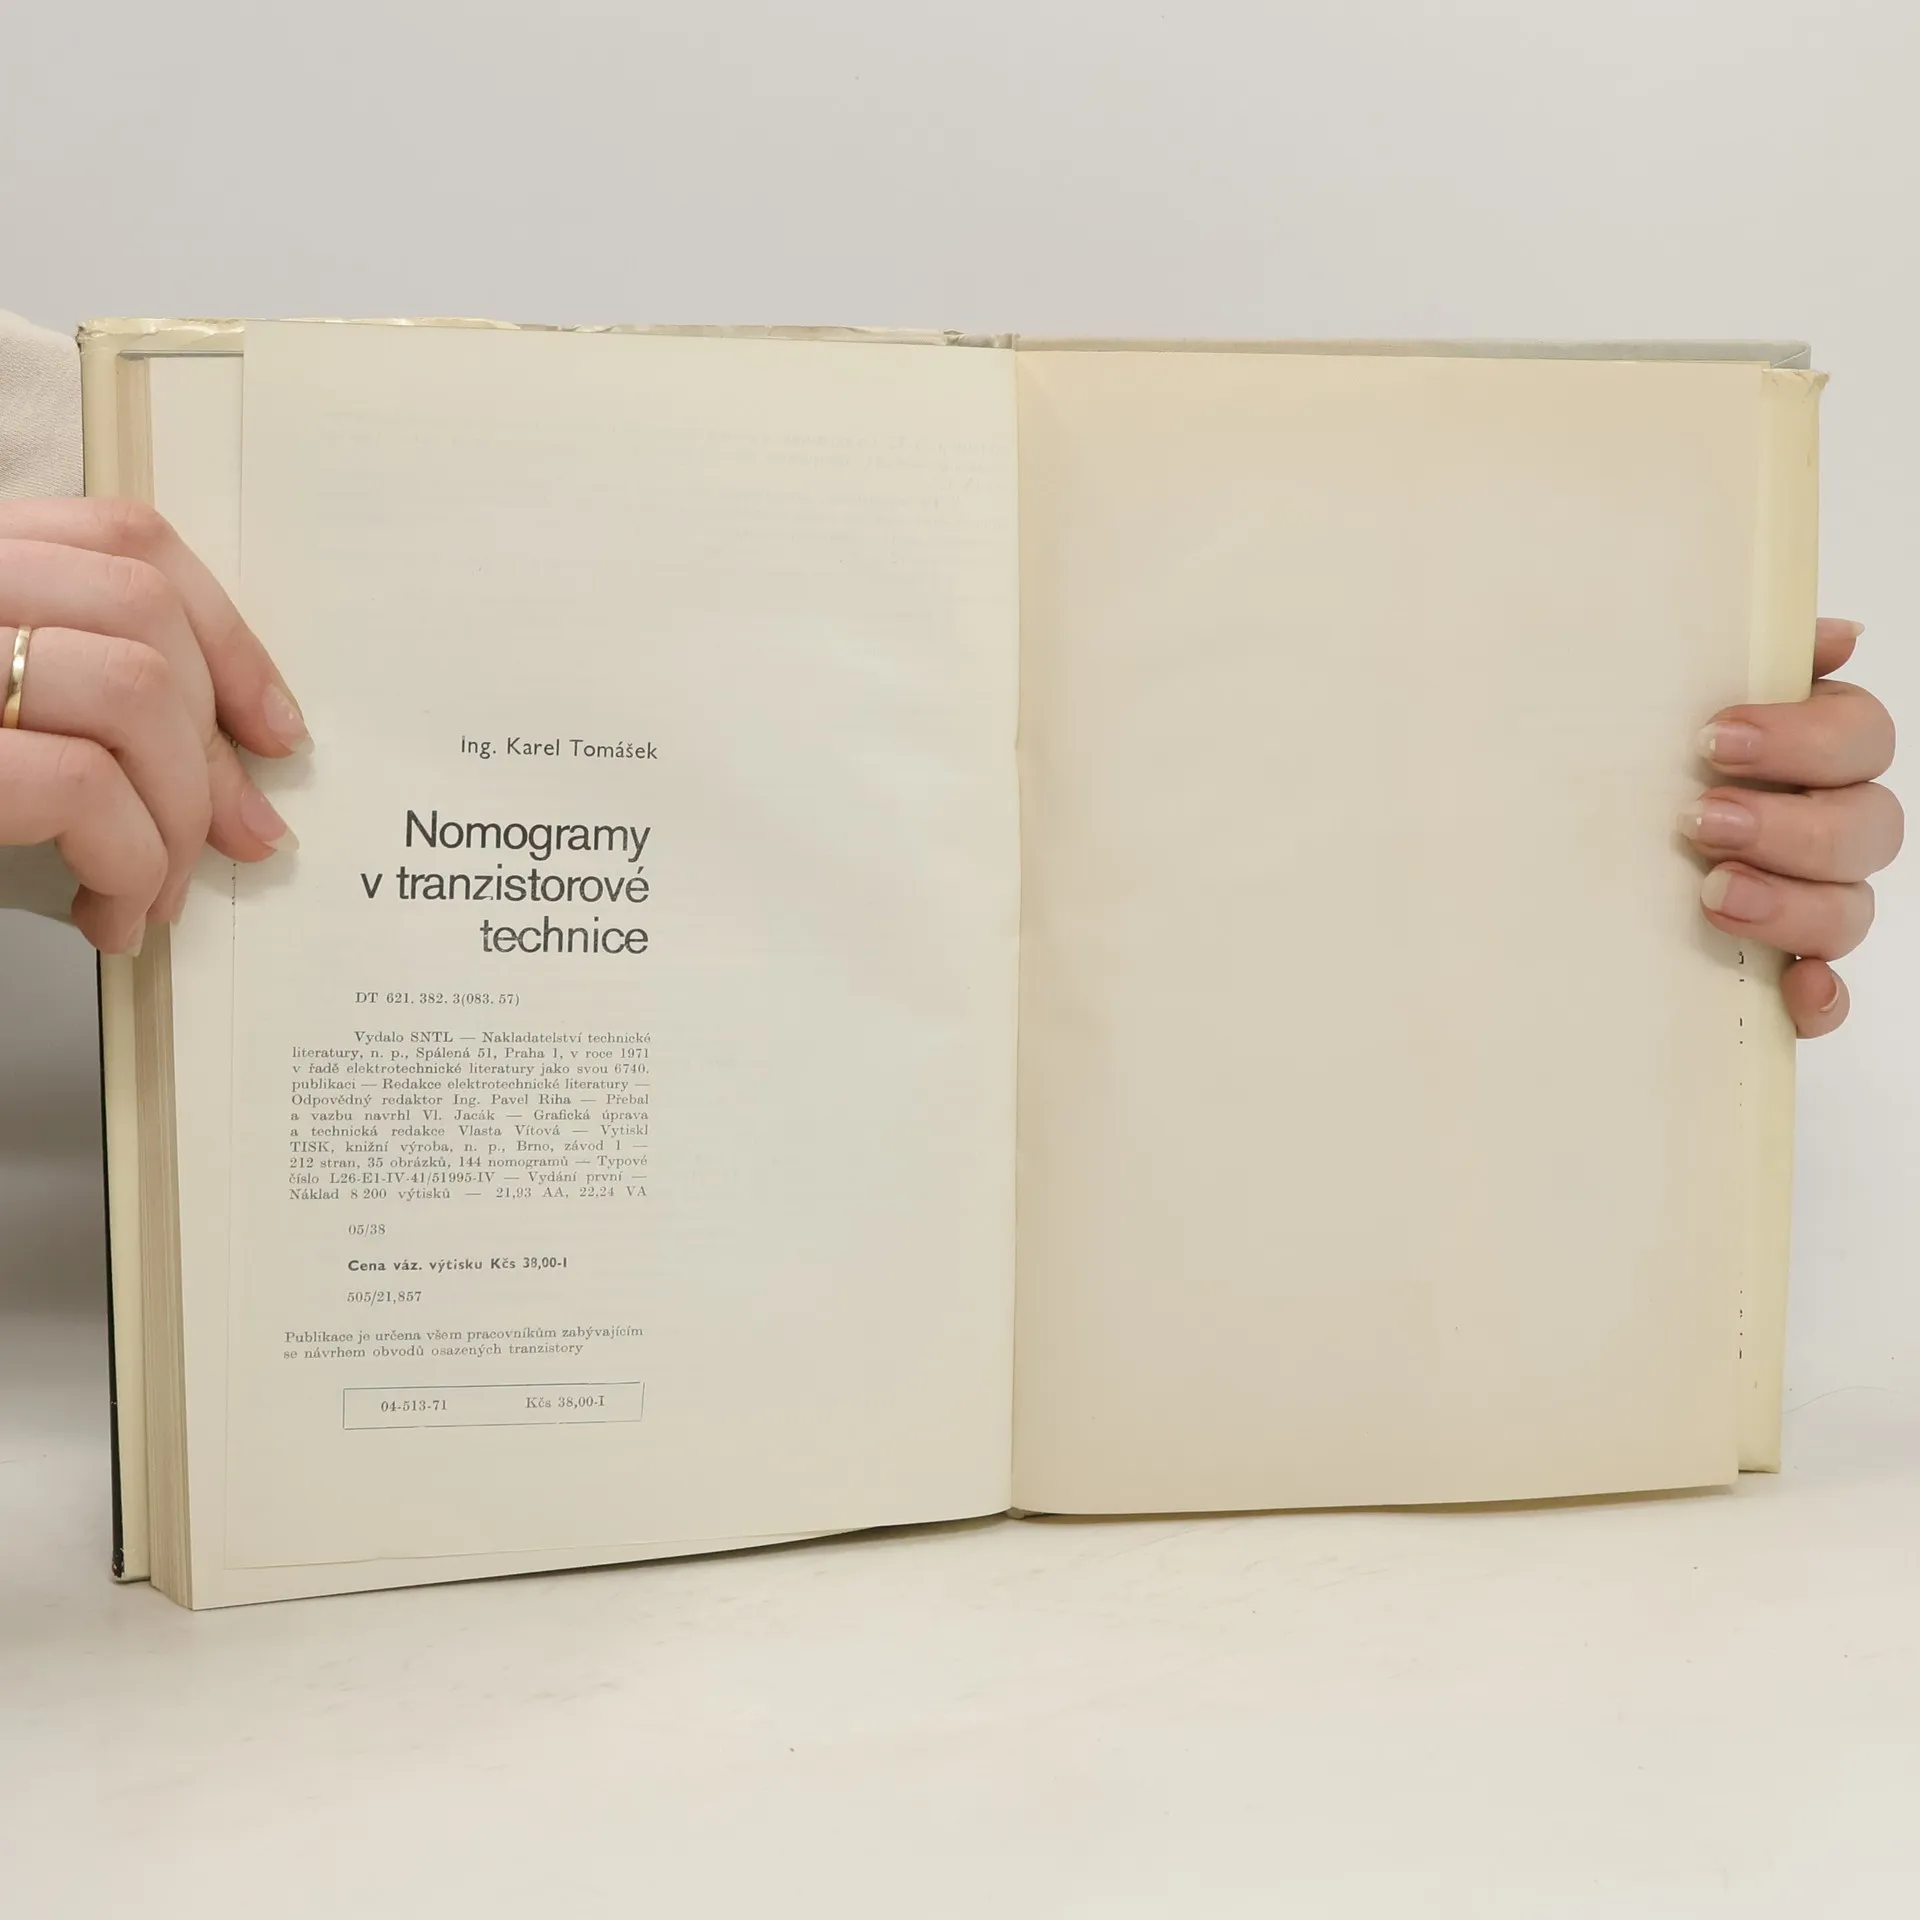 Ing. Karel Tomášek
Nomogramy
v tranzistorové
technice
DT 621. 382. 3(083. 57)
Vydalo SNTL — Nakladatelství technické
literatury, n. p., Spálená 51, Praha 1, v roce 1971
v řadě elektrotechnické literatury jako svou 6740.
publikaci — Redakce elektrotechnické literatury —
Odpovědný redaktor Ing. Pavel Riha — Přebal
a vazbu navrhl Vl. Jacák — Grafická úprava
a technická redakce Vlasta Vítová — Vytiskl
TISK, knižní výroba, n. p., Brno, závod 1 —
212 stran, 35 obrázků, 144 nomogramů — Typové
číslo L26-E1-IV-41/51995-IV — Vydání první —
Náklad 8 200 výtisků — 21,93 AA, 22,24 VA
05/38
Cena váz. výtisku Kčs 38,00-I
505/21,857
Publikace je určena všem pracovníkům zabývajícím
se návrhem obvodů osazených tranzistory
04-513-71 Kčs 38,00-I